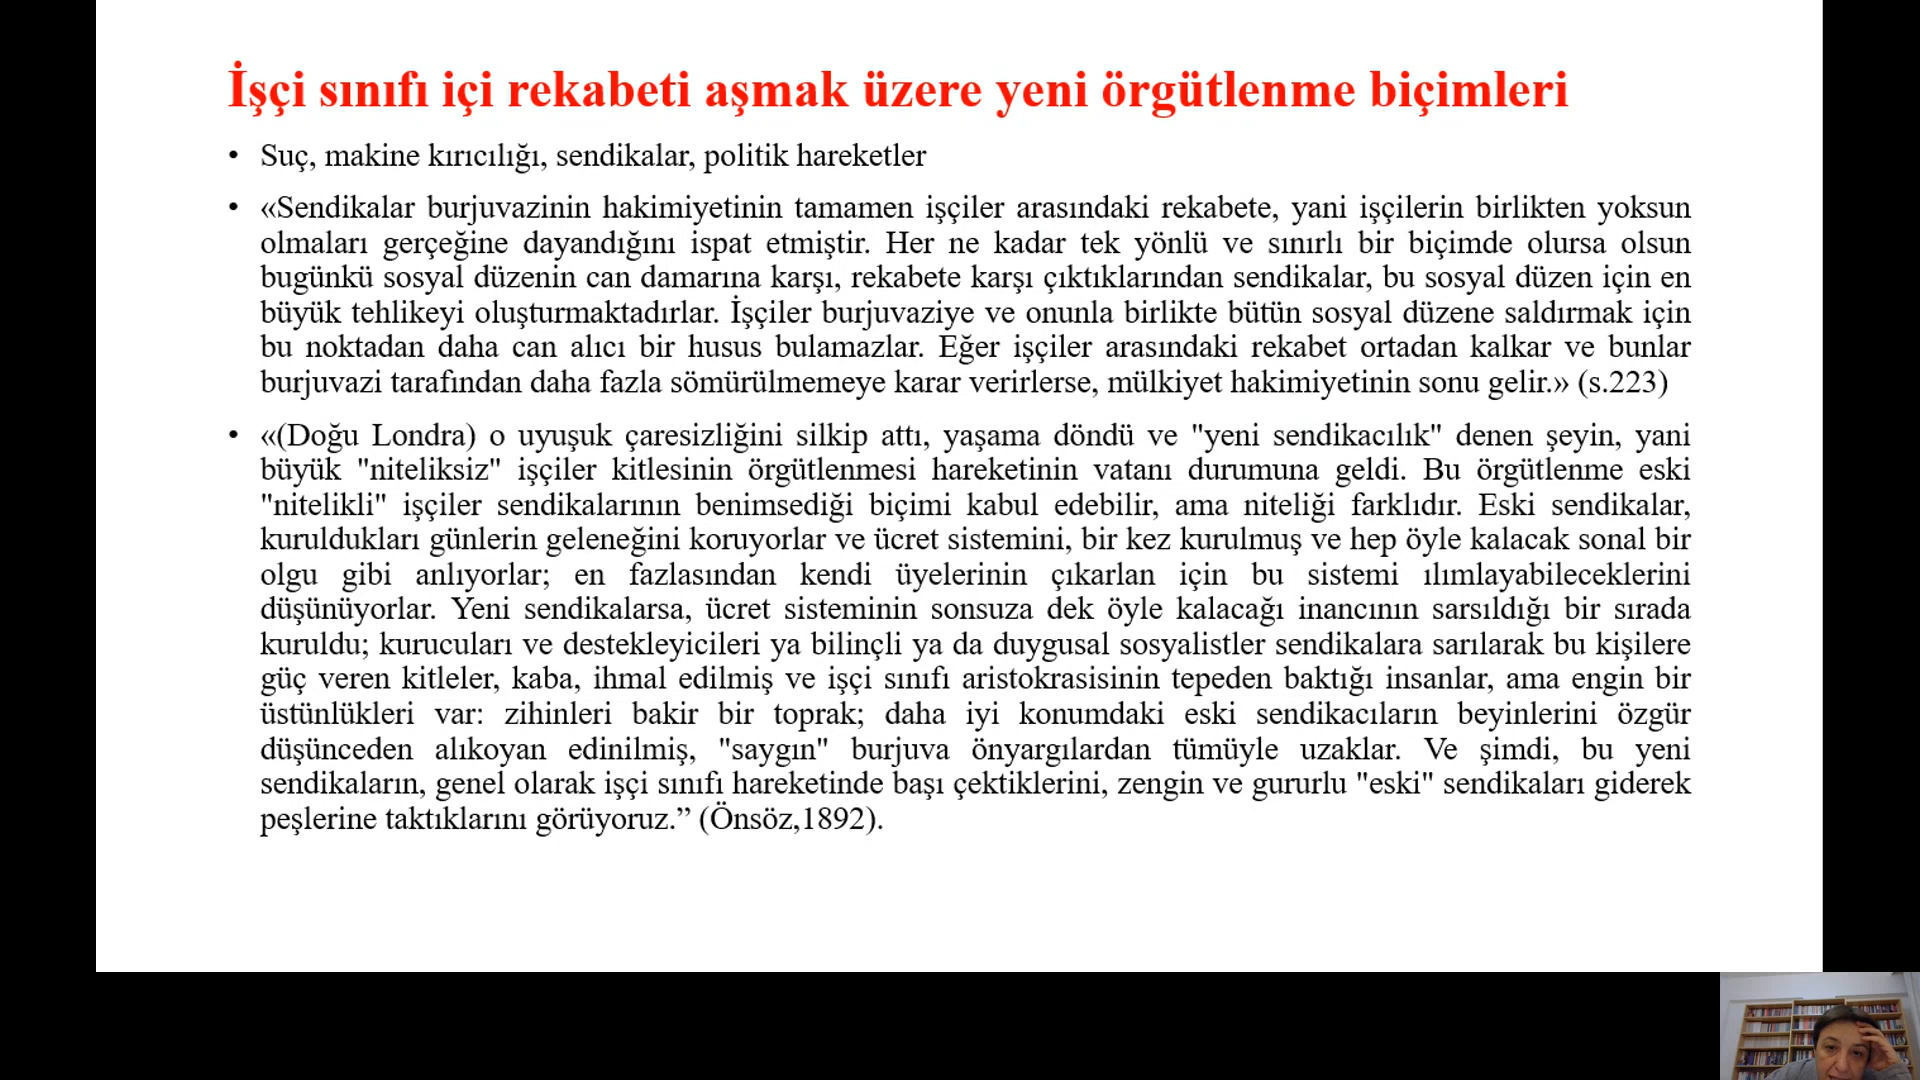 İşçi sınıfı içi rekabeti aşmak üzere yeni örgütlenme biçimleri
• Suç, makine kırıcılığı, sendikalar, politik hareketler
• «Sendikalar burjuvazinin hakimiyetinin tamamen işçiler arasındaki rekabete, yani işçilerin birlikten yoksun
olmaları gerçeğine dayandığını ispat etmiştir. Her ne kadar tek yönlü ve sınırlı bir biçimde olursa olsun
bugünkü sosyal düzenin can damarına karşı, rekabete karşı çıktıklarından sendikalar, bu sosyal düzen için en
büyük tehlikeyi oluşturmaktadırlar. İşçiler burjuvaziye ve onunla birlikte bütün sosyal düzene saldırmak için
bu noktadan daha can alıcı bir husus bulamazlar. Eğer işçiler arasındaki rekabet ortadan kalkar ve bunlar
burjuvazi tarafından daha fazla sömürülmemeye karar verirlerse, mülkiyet hakimiyetinin sonu gelir.» (s.223)
• «(Doğu Londra) o uyuşuk çaresizliğini silkip attı, yaşama döndü ve "yeni sendikacılık" denen şeyin, yani
büyük "niteliksiz" işçiler kitlesinin örgütlenmesi hareketinin vatanı durumuna geldi. Bu örgütlenme eski
"nitelikli" işçiler sendikalarının benimsediği biçimi kabul edebilir, ama niteliği farklıdır. Eski sendikalar,
kuruldukları günlerin geleneğini koruyorlar ve ücret sistemini, bir kez kurulmuş ve hep öyle kalacak sonal bir
olgu gibi anlıyorlar; en fazlasından kendi üyelerinin çıkarlan için bu sistemi ılımlayabileceklerini
düşünüyorlar. Yeni sendikalarsa, ücret sisteminin sonsuza dek öyle kalacağı inancının sarsıldığı bir sırada
kuruldu; kurucuları ve destekleyicileri ya bilinçli ya da duygusal sosyalistler sendikalara sarılarak bu kişilere
güç veren kitleler, kaba, ihmal edilmiş ve işçi sınıfı aristokrasisinin tepeden baktığı insanlar, ama engin bir
üstünlükleri var: zihinleri bakir bir toprak; daha iyi konumdaki eski sendikacıların beyinlerini özgür
düşünceden alıkoyan edinilmiş, "saygın" burjuva önyargılardan tümüyle uzaklar. Ve şimdi, bu yeni
sendikaların, genel olarak işçi sınıfı hareketinde başı çektiklerini, zengin ve gururlu "eski" sendikaları giderek
peşlerine taktıklarını görüyoruz.” (Önsöz,1892).